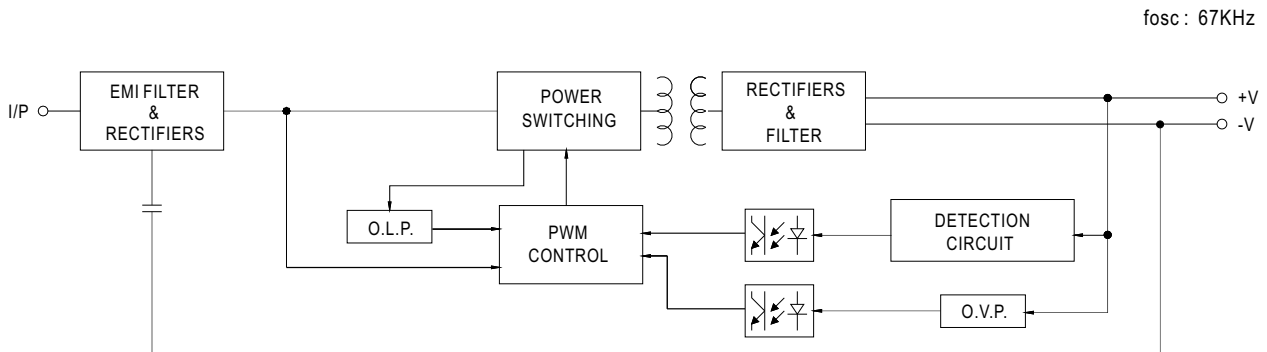 fosc : 67KHz
I/P
EMI FILTER
&
RECTIFIERS
POWER
SWITCHING
RECTIFIERS
&
FILTER
+V
-V
O.L.P.
PWM
CONTROL
DETECTION
CIRCUIT
O.V.P.